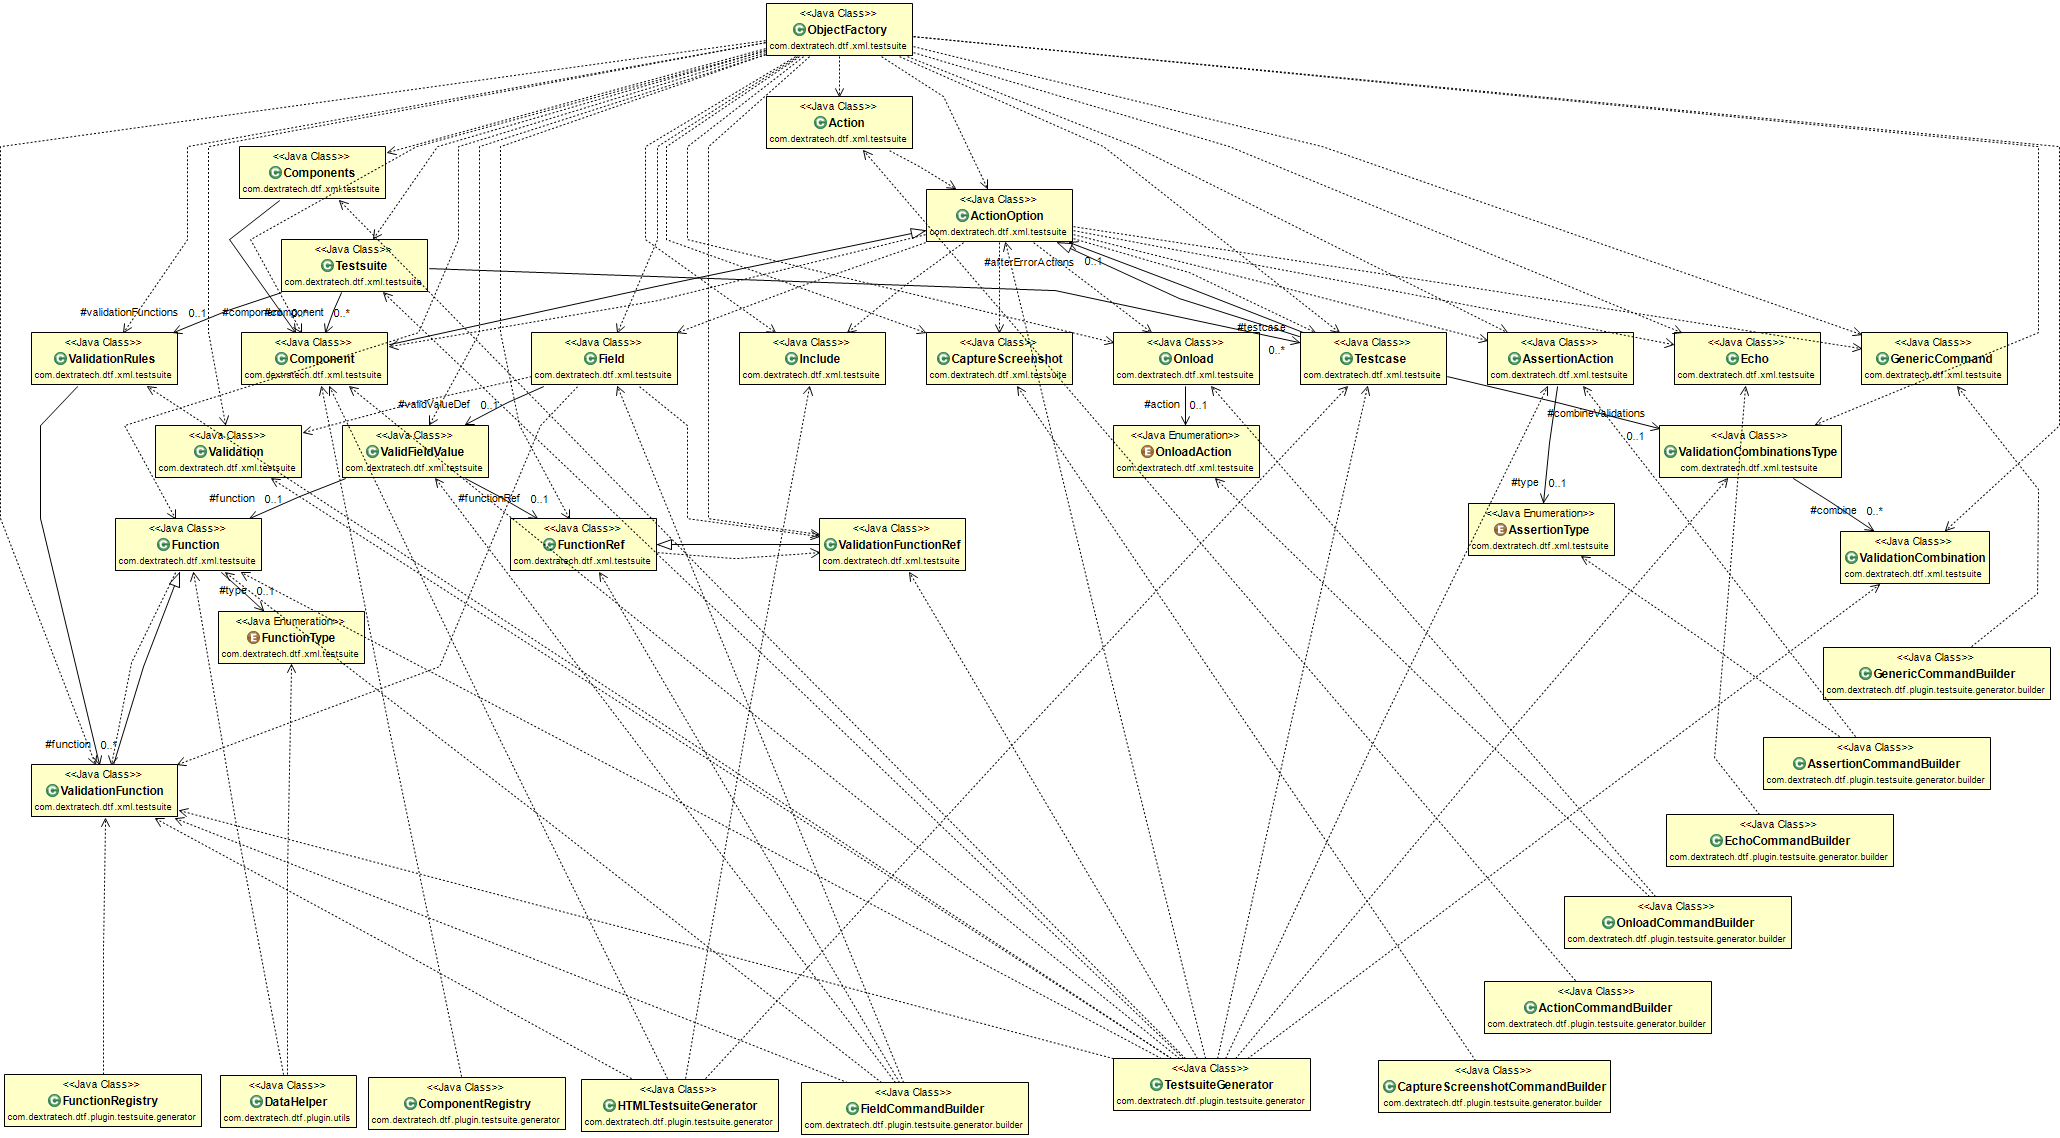 <<Java Class>>
ObjectFactory
com.dextratech.dtf.xml.testsuite
<<Java Class>>
Action
com.dextratech.dtf.xml.testsuite
<<Java Class>>
Components
com.dextratech.dtf.xml.testsuite
<<Java Class>>
ActionOption
com.dextratech.dtf.xml.testsuite
<<Java Class>>
Testsuite
com.dextratech.dtf.xml.testsuite
#afterErrorActions 0..1
#validationFunctions 0..1
#component 0..*
#component 0..*
#testcase
0..*
<<Java Class>>
ValidationRules
com.dextratech.dtf.xml.testsuite
<<Java Class>>
Component
com.dextratech.dtf.xml.testsuite
<<Java Class>>
Field
com.dextratech.dtf.xml.testsuite
<<Java Class>>
Include
com.dextratech.dtf.xml.testsuite
<<Java Class>>
CaptureScreenshot
com.dextratech.dtf.xml.testsuite
<<Java Class>>
Onload
com.dextratech.dtf.xml.testsuite
<<Java Class>>
Testcase
com.dextratech.dtf.xml.testsuite
<<Java Class>>
AssertionAction
com.dextratech.dtf.xml.testsuite
<<Java Class>>
Echo
com.dextratech.dtf.xml.testsuite
<<Java Class>>
GenericCommand
com.dextratech.dtf.xml.testsuite
#validValueDef 0..1
#action 0..1
#combineValidations
0..1
<<Java Class>>
Validation
com.dextratech.dtf.xml.testsuite
<<Java Class>>
ValidFieldValue
com.dextratech.dtf.xml.testsuite
<<Java Enumeration>>
OnloadAction
com.dextratech.dtf.xml.testsuite
<<Java Class>>
ValidationCombinationsType
com.dextratech.dtf.xml.testsuite
#function 0..1
#functionRef 0..1
#type 0..1
#combine 0..*
<<Java Class>>
Function
com.dextratech.dtf.xml.testsuite
<<Java Class>>
FunctionRef
com.dextratech.dtf.xml.testsuite
<<Java Class>>
ValidationFunctionRef
com.dextratech.dtf.xml.testsuite
<<Java Enumeration>>
AssertionType
com.dextratech.dtf.xml.testsuite
<<Java Class>>
ValidationCombination
com.dextratech.dtf.xml.testsuite
#type 0..1
<<Java Enumeration>>
FunctionType
com.dextratech.dtf.xml.testsuite
<<Java Class>>
GenericCommandBuilder
com.dextratech.dtf.plugin.testsuite.generator.builder
#function 0..1
<<Java Class>>
ValidationFunction
com.dextratech.dtf.xml.testsuite
<<Java Class>>
AssertionCommandBuilder
com.dextratech.dtf.plugin.testsuite.generator.builder
<<Java Class>>
EchoCommandBuilder
com.dextratech.dtf.plugin.testsuite.generator.builder
<<Java Class>>
OnloadCommandBuilder
com.dextratech.dtf.plugin.testsuite.generator.builder
<<Java Class>>
ActionCommandBuilder
com.dextratech.dtf.plugin.testsuite.generator.builder
<<Java Class>>
FunctionRegistry
com.dextratech.dtf.plugin.testsuite.generator
<<Java Class>>
DataHelper
com.dextratech.dtf.plugin.utils
<<Java Class>>
ComponentRegistry
com.dextratech.dtf.plugin.testsuite.generator
<<Java Class>>
HTMLTestsuiteGenerator
com.dextratech.dtf.plugin.testsuite.generator
<<Java Class>>
FieldCommandBuilder
com.dextratech.dtf.plugin.testsuite.generator.builder
<<Java Class>>
TestsuiteGenerator
com.dextratech.dtf.plugin.testsuite.generator
<<Java Class>>
CaptureScreenshotCommandBuilder
com.dextratech.dtf.plugin.testsuite.generator.builder